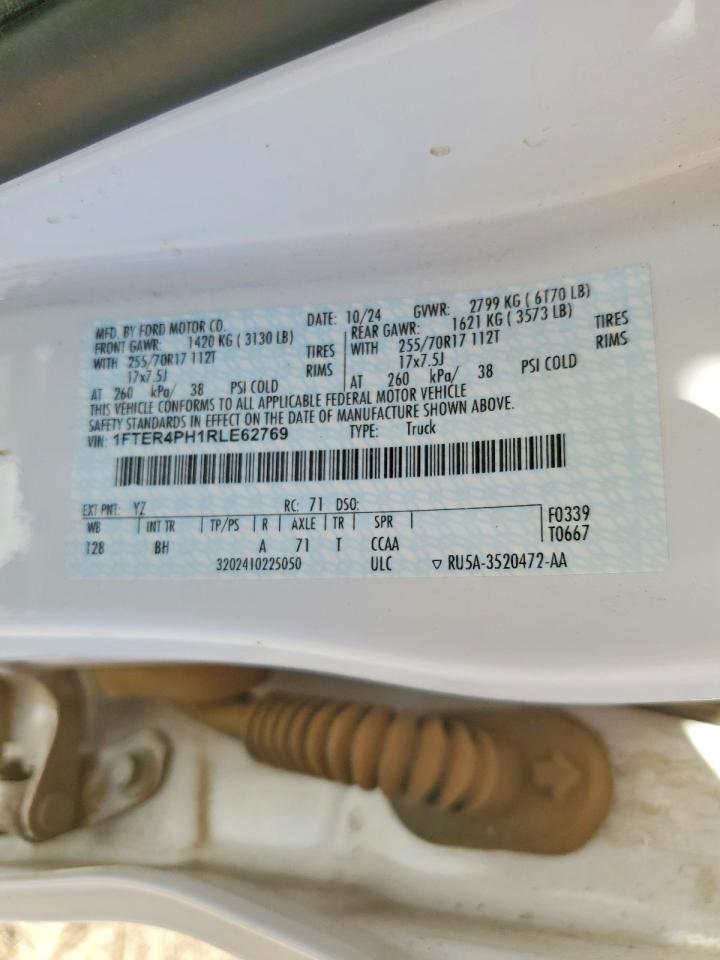 MFD. BY FORD MOTOR CO. DATE: 10/24 GVWR: 2799 KG ( 6170 LB)
FRONT GAWR: 1420 KG ( 3130 LB) REAR GAWR: 1621 KG ( 3573 LB)
WITH 255/70R17 112T TIRES WITH 255/70R17 112T TIRES
17x7.5J RIMS 17x7.5J RIMS
AT 260 kPa/ 38 PSI COLD AT 260 kPa/ 38 PSI COLD
THIS VEHICLE CONFORMS TO ALL APPLICABLE FEDERAL MOTOR VEHICLE
SAFETY STANDARDS IN EFFECT ON THE DATE OF MANUFACTURE SHOWN ABOVE.
VIN: 1FTER4PH1RLE62769 TYPE: Truck
EXT PNT: YZ RC: 71 DSO:
WB | INT TR | TP/PS | R | AXLE | TR | SPR | F0339
128 BH A 71 T CCAA T0667
3202410225050 ULC ▽ RU5A-3520472-AA